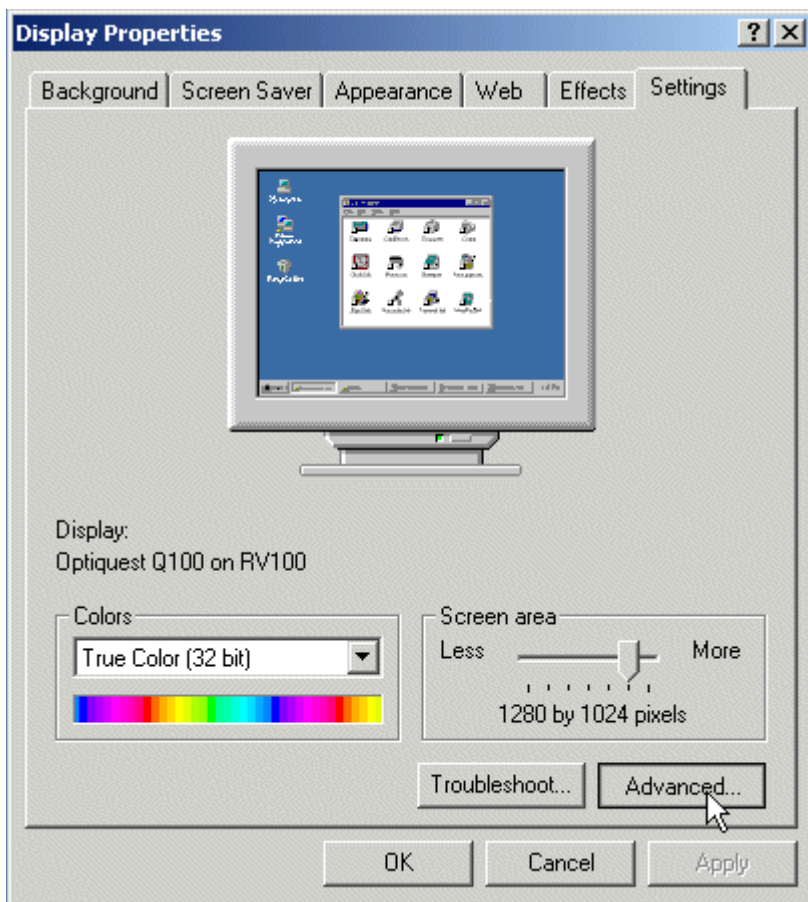 Display Properties
Background Screen Saver Appearance Web Effects Settings
Display:
Optiquest Q100 on RV100
Colors
True Color (32 bit)
Screen area
Less More
1280 by 1024 pixels
Troubleshoot... Advanced...
OK Cancel Apply